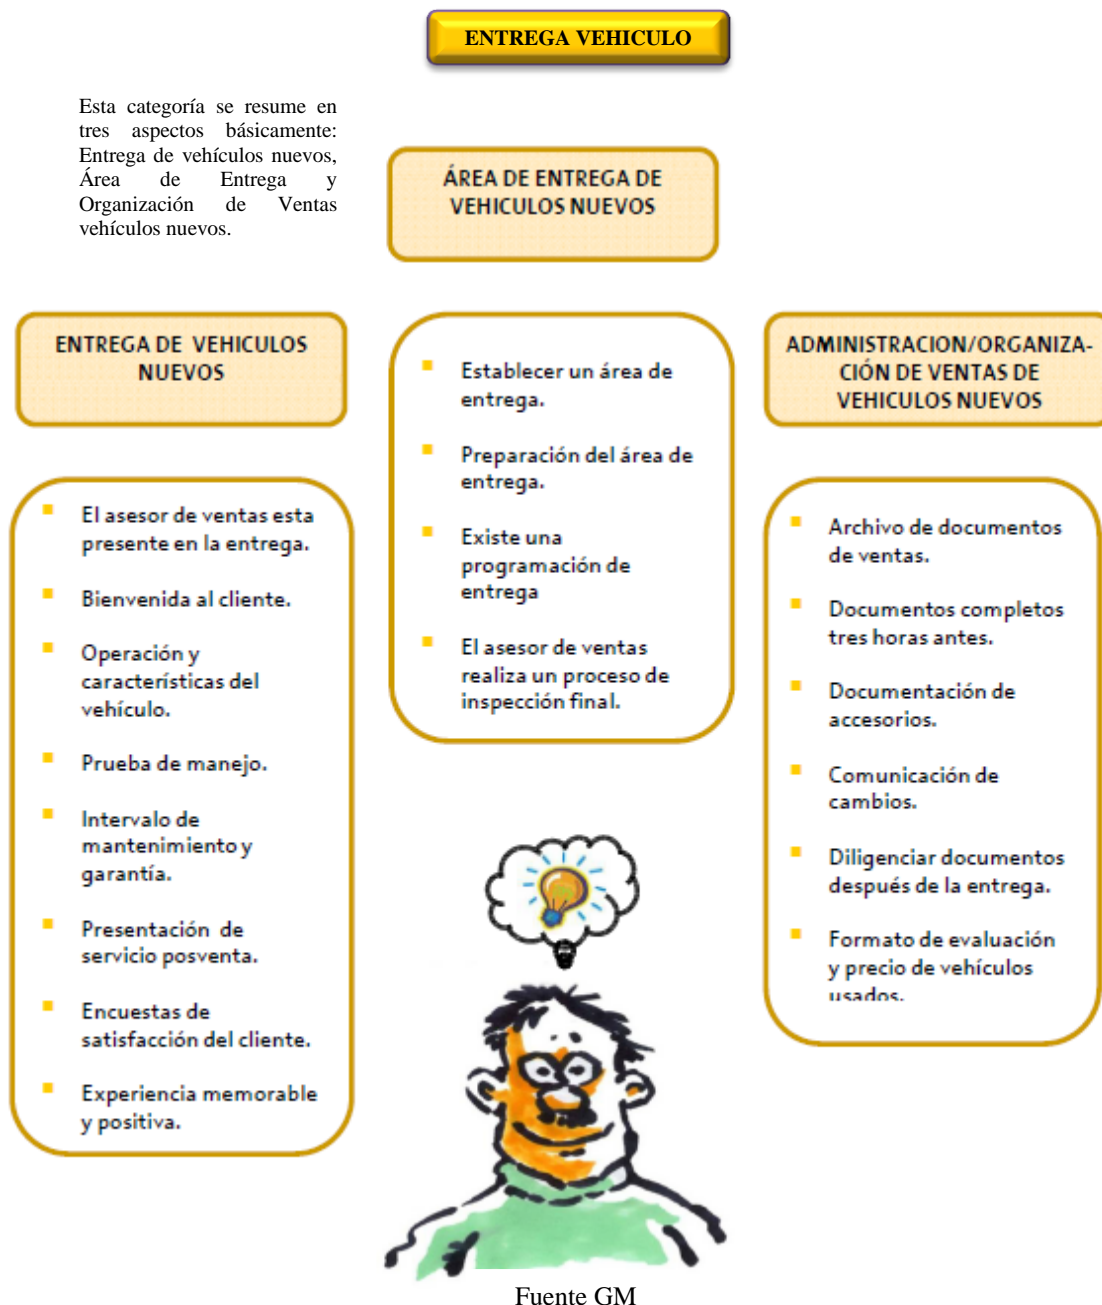 ENTREGA VEHICULO
Esta categoría se resume en
tres aspectos básicamente:
Entrega de vehículos nuevos,
Área de Entrega y
Organización de Ventas
vehículos nuevos.
ÁREA DE ENTREGA DE
VEHICULOS NUEVOS
Establecer un área de
entrega.
Preparación del área de
entrega.
Existe una
programación de
entrega
El asesor de ventas
realiza un proceso de
inspección final.
ENTREGA DE VEHICULOS
NUEVOS
El asesor de ventas esta
presente en la entrega.
Bienvenida al cliente.
Operación y
características del
vehículo.
Prueba de manejo.
Intervalo de
mantenimiento y
garantía.
Presentación de
servicio posventa.
Encuestas de
satisfacción del cliente.
Experiencia memorable
y positiva.
ADMINISTRACION/ORGANIZA-
CIÓN DE VENTAS DE
VEHICULOS NUEVOS
Archivo de documentos
de ventas.
Documentos completos
tres horas antes.
Documentación de
accesorios.
Comunicación de
cambios.
Diligenciar documentos
después de la entrega.
Formato de evaluación
y precio de vehículos
usados.
Fuente GM